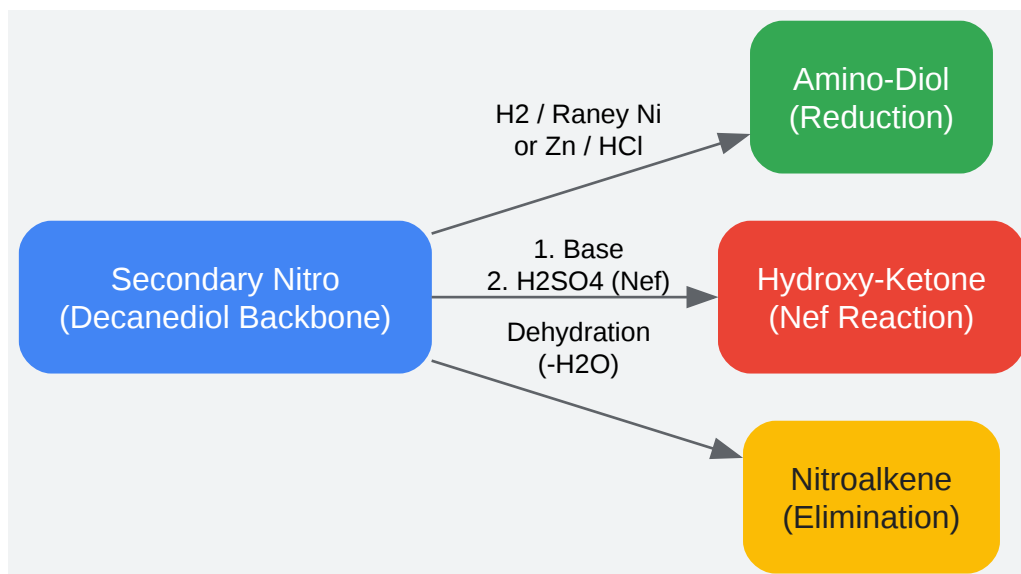 Amino-Diol
(Reduction)
H2 / Raney Ni
or Zn / HCl
Secondary Nitro
(Decanediol Backbone)
1. Base
2. H2SO4 (Nef)
Hydroxy-Ketone
(Nef Reaction)
Dehydration
(-H2O)
Nitroalkene
(Elimination)